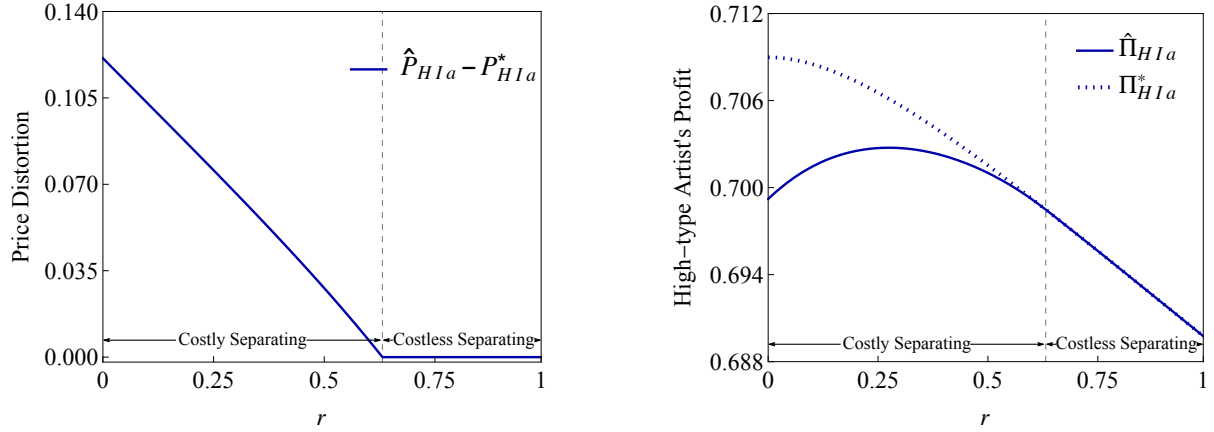 0.140
0.105
0.070
0.035
0.000
Price Distortion
P̂HIa − P*HIa
Costly Separating
Costless Separating
0
0.25
0.5
0.75
1
r
0.712
0.706
0.700
0.694
0.688
High−type Artist's Profit
Π̂HIa
Π*HIa
Costly Separating
Costless Separating
0
0.25
0.5
0.75
1
r